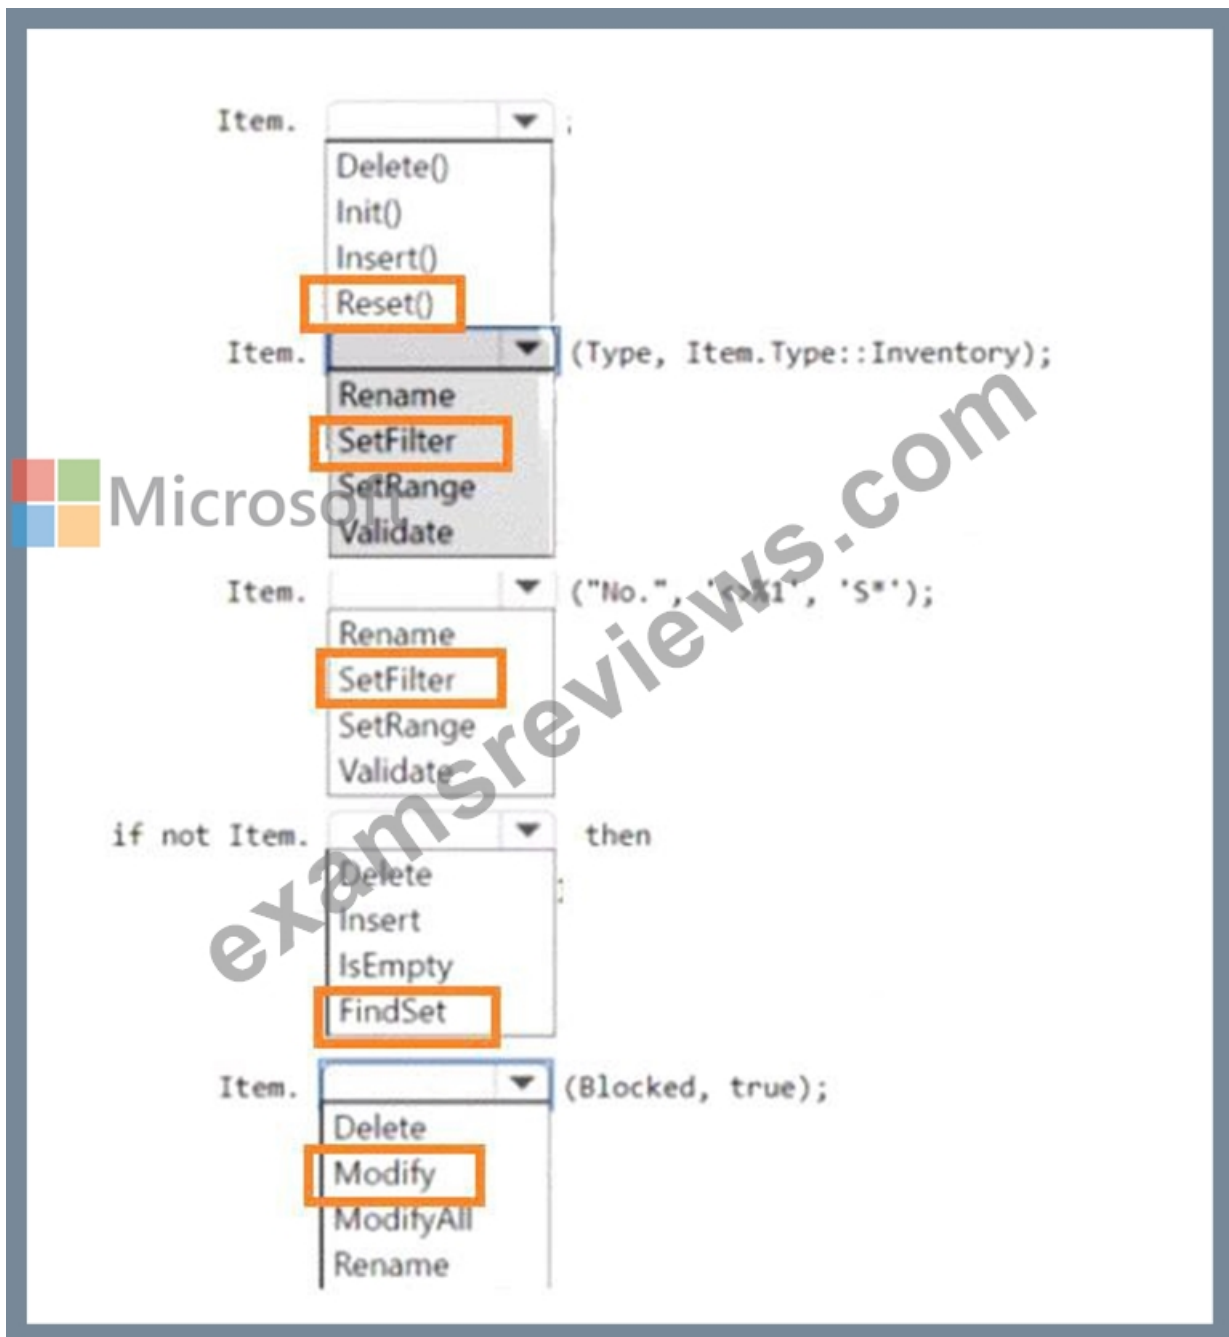 Item. ;
Delete()
Init()
Insert()
Reset()
Item. (Type, Item.Type::Inventory);
Rename
SetFilter
SetRange
Validate
Microsoft
Item. ("No.", '<>%1', 'S*');
Rename
SetFilter
SetRange
Validate
if not Item. then
Delete
Insert
IsEmpty
FindSet
Item. (Blocked, true);
Delete
Modify
ModifyAll
Rename
examsreviews.com